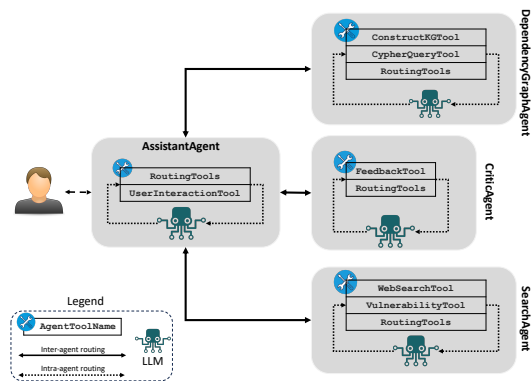 DependencyGraphAgent
ConstructKGTool
CypherQueryTool
RoutingTools
AssistantAgent
RoutingTools
UserInteractionTool
CriticAgent
FeedbackTool
RoutingTools
SearchAgent
WebSearchTool
VulnerabilityTool
RoutingTools
Legend
AgentToolName
LLM
Inter-agent routing
Intra-agent routing